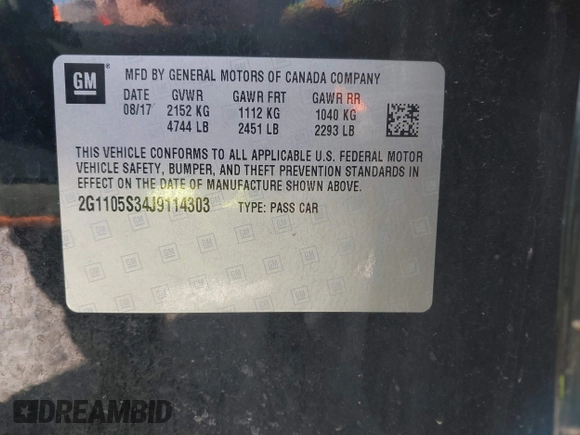 GM ® MFD BY GENERAL MOTORS OF CANADA COMPANY
DATE GVWR GAWR FRT GAWR RR
08/17 2152 KG 1112 KG 1040 KG
4744 LB 2451 LB 2293 LB
THIS VEHICLE CONFORMS TO ALL APPLICABLE U.S. FEDERAL MOTOR
VEHICLE SAFETY, BUMPER, AND THEFT PREVENTION STANDARDS IN
EFFECT ON THE DATE OF MANUFACTURE SHOWN ABOVE.
2G1105S34J9114303 TYPE: PASS CAR
DREAMBID